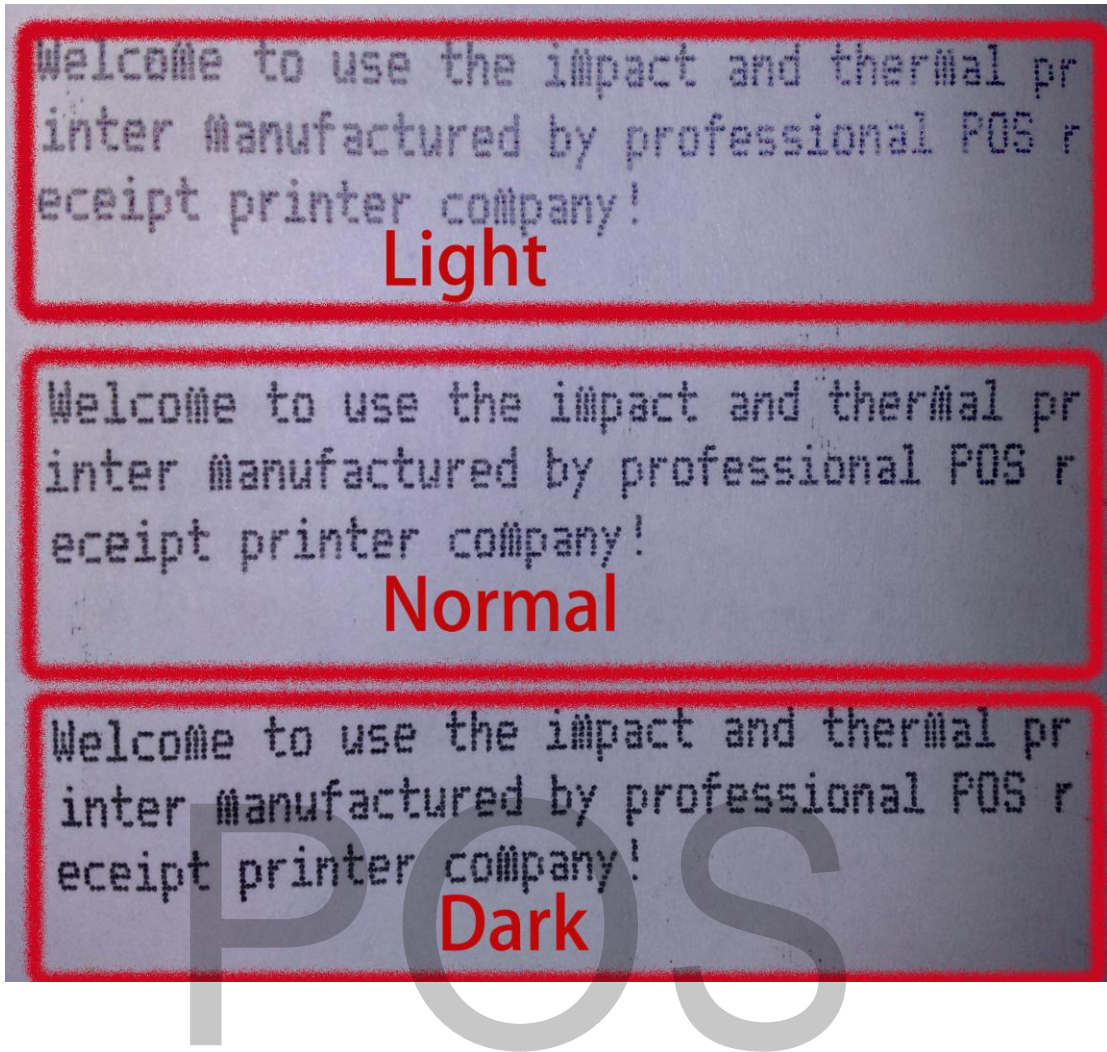 Welcome to use the impact and thermal pr
inter manufactured by professional POS r
eceipt printer company!
Light
Welcome to use the impact and thermal pr
inter manufactured by professional POS r
eceipt printer company!
Normal
Welcome to use the impact and thermal pr
inter manufactured by professional POS r
eceipt printer company!
Dark
POS